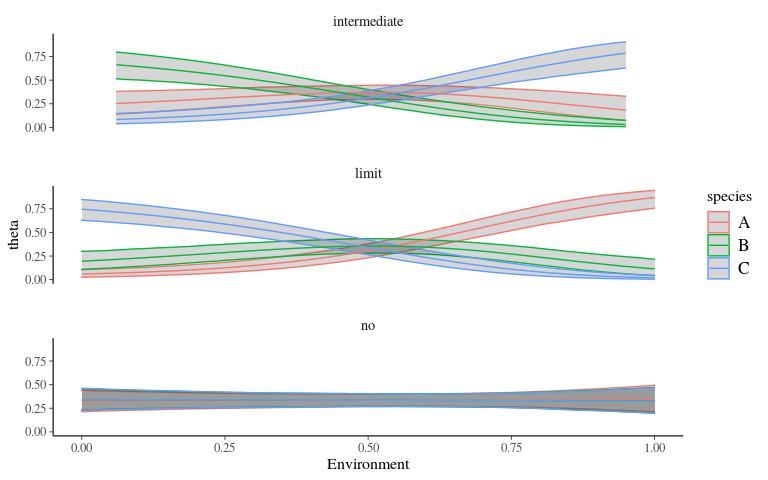 intermediate
0.75
0.50
0.25
0.00
limit
0.75
0.50
0.25
0.00
no
0.75
0.50
0.25
0.00
0.00 0.25 0.50 0.75 1.00
Environment
theta
species
A
B
C